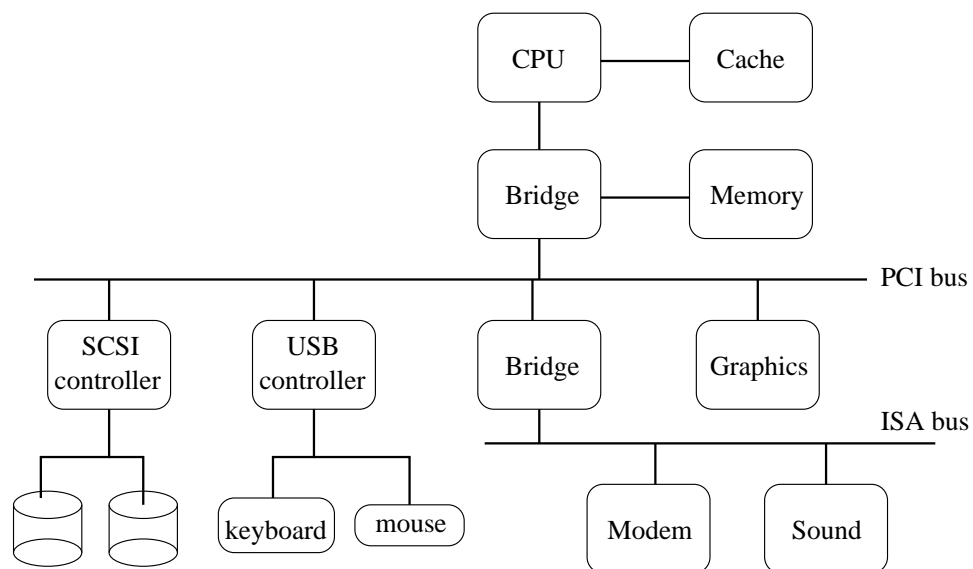 CPU
Cache
Bridge
Memory
PCI bus
SCSI
controller
USB
controller
Bridge
Graphics
ISA bus
keyboard
mouse
Modem
Sound